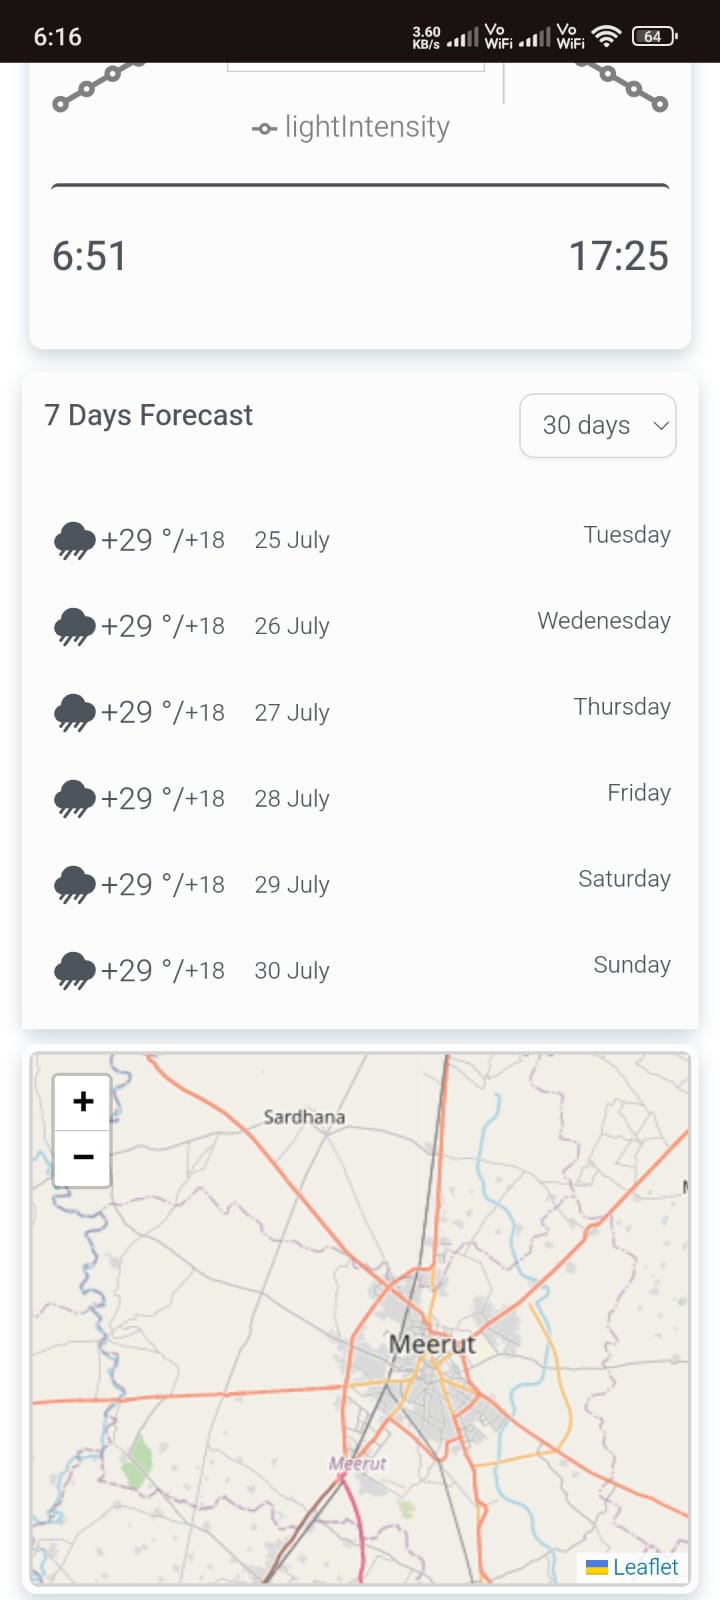 6:16
3.60 KB/s Vo WiFi Vo WiFi 64
lightIntensity
6:51 17:25
7 Days Forecast 30 days
+29 °/+18 25 July Tuesday
+29 °/+18 26 July Wedenesday
+29 °/+18 27 July Thursday
+29 °/+18 28 July Friday
+29 °/+18 29 July Saturday
+29 °/+18 30 July Sunday
+
Sardhana
−
Meerut
Meerut
Leaflet